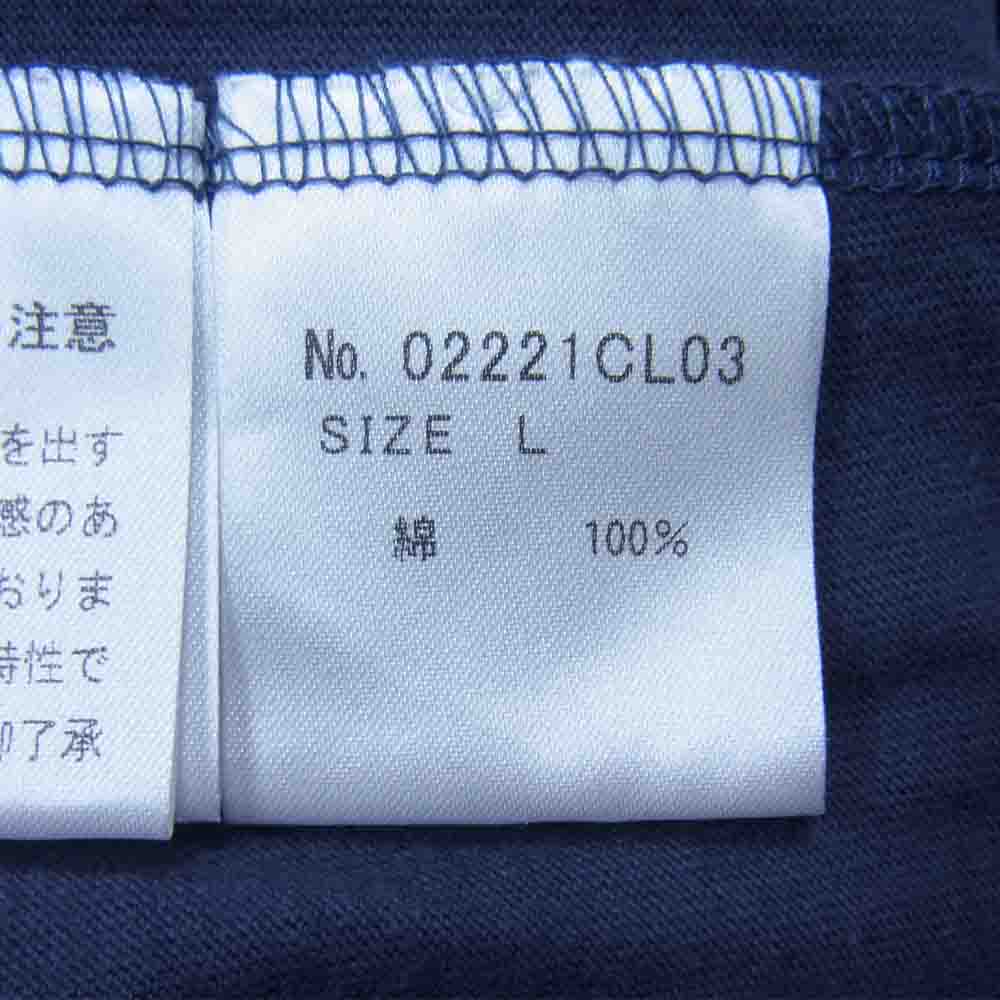 注意
を出す
感のあ
おりま
特性で
了承
No. 02221CL03
SIZE L
綿 100%